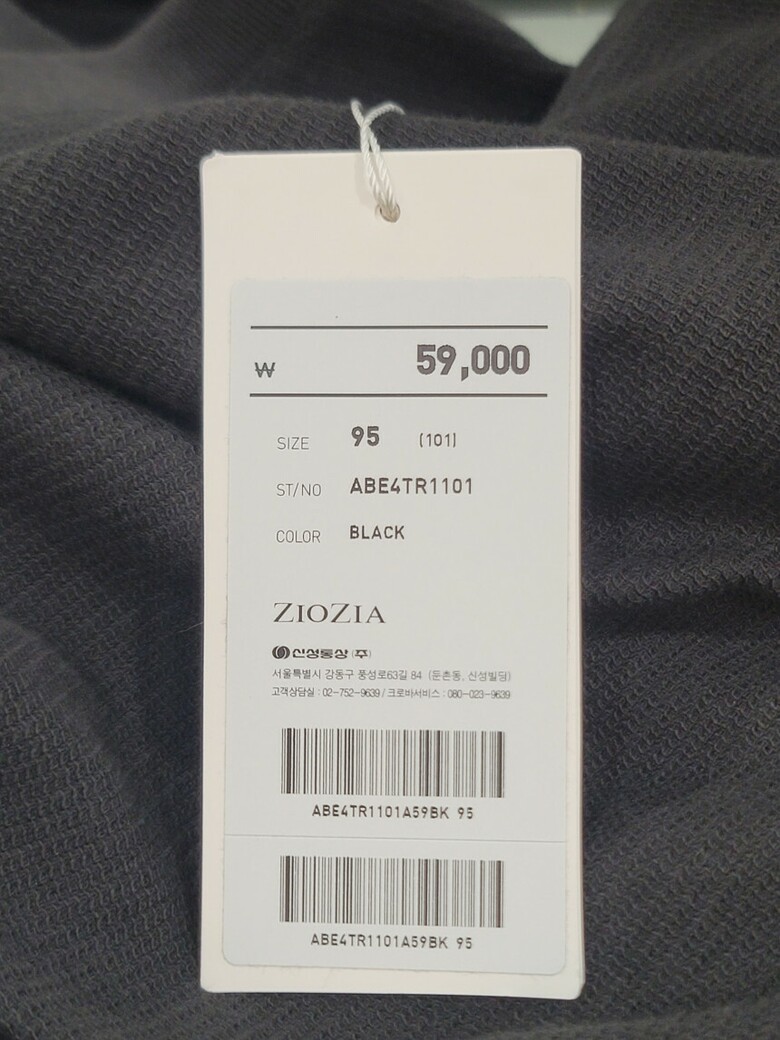 ₩ 59,000
SIZE 95 (101)
ST/NO ABE4TR1101
COLOR BLACK
ZIOZIA
신성통상(주)
서울특별시 강동구 풍성로63길 84 (둔촌동, 신성빌딩)
고객상담실 : 02-752-9639 / 크로바서비스 : 080-023-9639
ABE4TR1101A59BK 95
ABE4TR1101A59BK 95